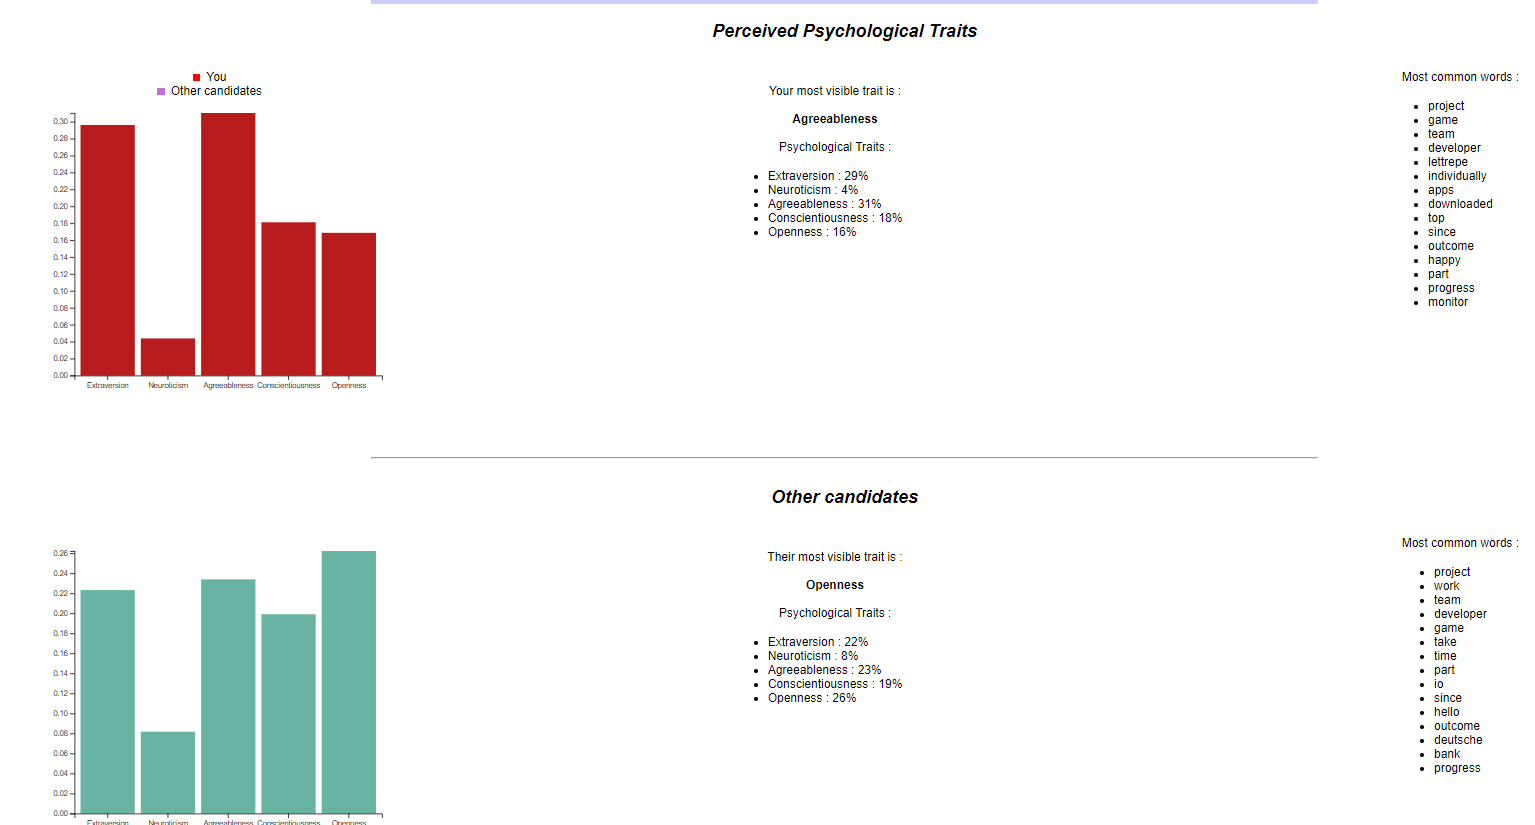 Perceived Psychological Traits
You
Other candidates
0.30
0.28
0.26
0.24
0.22
0.20
0.18
0.16
0.14
0.12
0.10
0.08
0.06
0.04
0.02
0.00
Extraversion Neuroticism Agreeableness Conscientiousness Openness
Your most visible trait is :
Agreeableness
Psychological Traits :
Extraversion : 29%
Neuroticism : 4%
Agreeableness : 31%
Conscientiousness : 18%
Openness : 16%
Most common words :
project
game
team
developer
lettrepe
individually
apps
downloaded
top
since
outcome
happy
part
progress
monitor
Other candidates
0.26
0.24
0.22
0.20
0.18
0.16
0.14
0.12
0.10
0.08
0.06
0.04
0.02
0.00
Extraversion Neuroticism Agreeableness Conscientiousness Openness
Their most visible trait is :
Openness
Psychological Traits :
Extraversion : 22%
Neuroticism : 8%
Agreeableness : 23%
Conscientiousness : 19%
Openness : 26%
Most common words :
project
work
team
developer
game
take
time
part
io
since
hello
outcome
deutsche
bank
progress